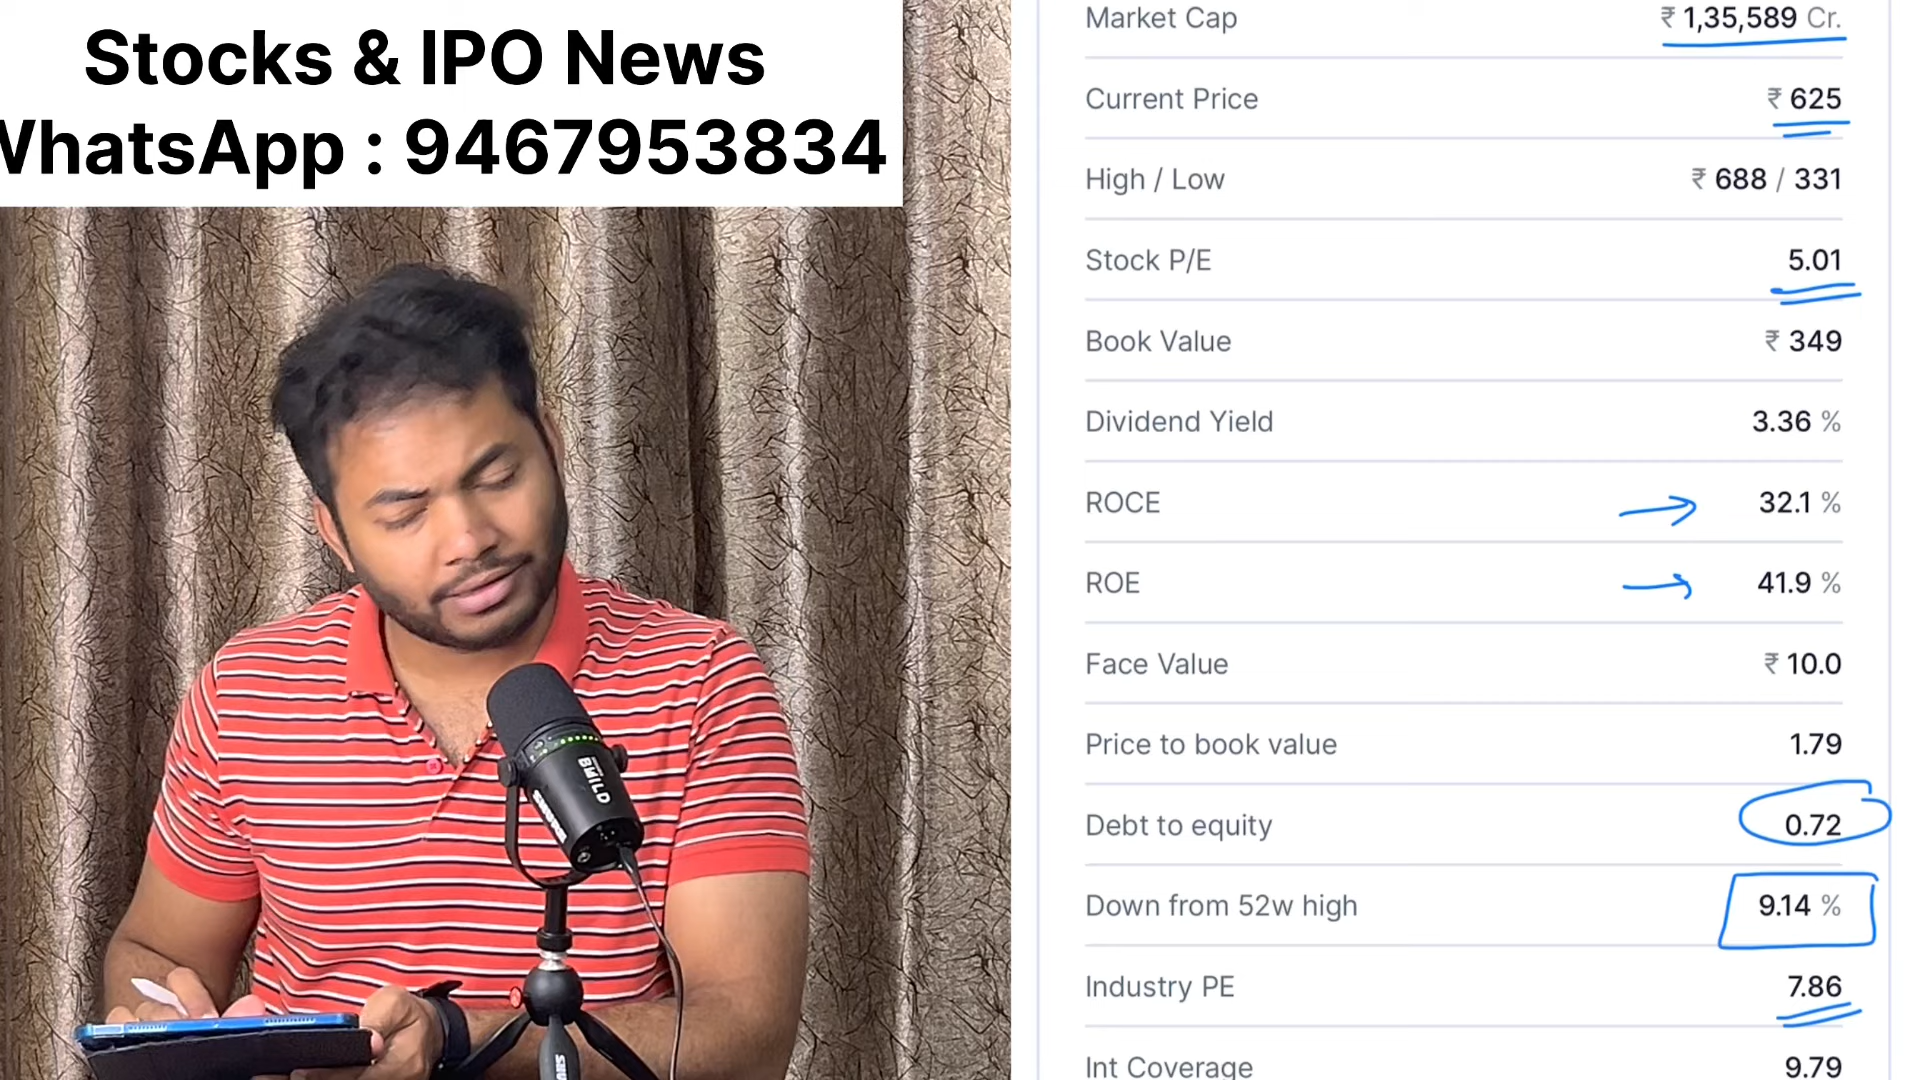 Stocks & IPO News
WhatsApp : 9467953834
Market Cap ₹ 1,35,589 Cr.
Current Price ₹ 625
High / Low ₹ 688 / 331
Stock P/E 5.01
Book Value ₹ 349
Dividend Yield 3.36 %
ROCE 32.1 %
ROE 41.9 %
Face Value ₹ 10.0
Price to book value 1.79
Debt to equity 0.72
Down from 52w high 9.14 %
Industry PE 7.86
Int Coverage 9.79